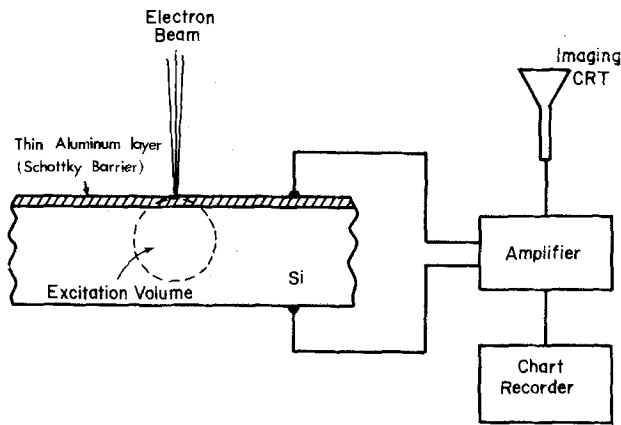 Electron
Beam
Imaging
CRT
Thin Aluminum layer
(Schottky Barrier)
Amplifier
Si
Excitation Volume
Chart
Recorder